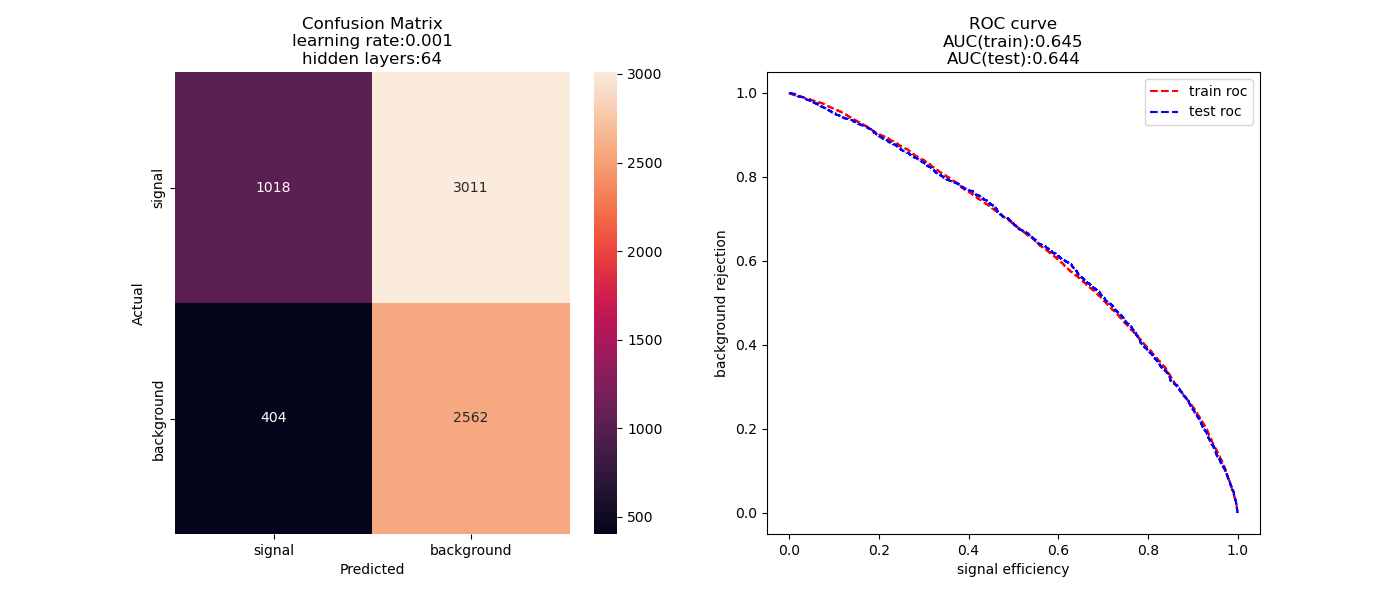 Confusion Matrix
learning rate:0.001
hidden layers:64
signal
background
Actual
1018
3011
404
2562
signal
background
Predicted
3000
2500
2000
1500
1000
500
ROC curve
AUC(train):0.645
AUC(test):0.644
train roc
test roc
background rejection
1.0
0.8
0.6
0.4
0.2
0.0
0.0
0.2
0.4
0.6
0.8
1.0
signal efficiency